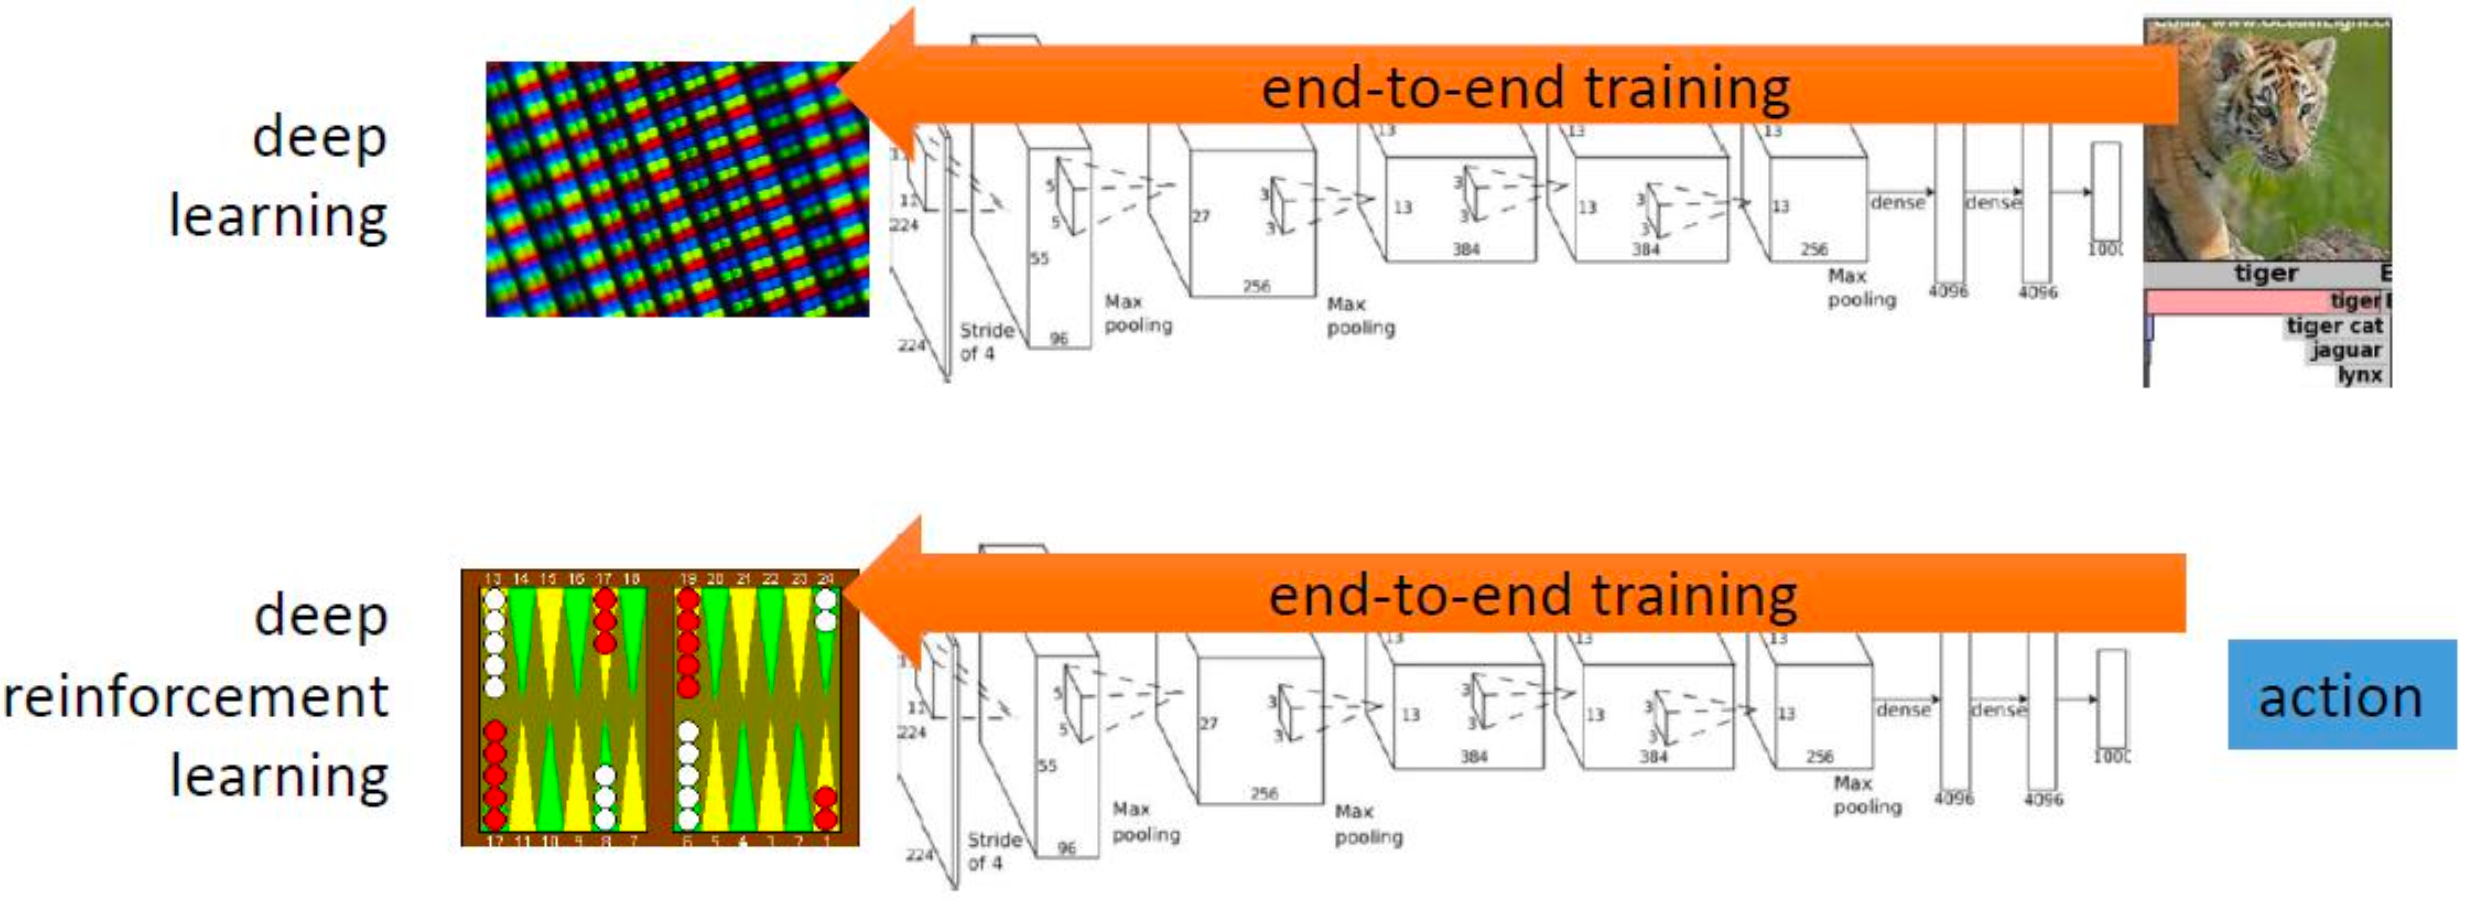 deep
learning
end-to-end training
11
224
224
Stride
of 4
5
5
55
96
Max
pooling
27
3
3
256
Max
pooling
13
13
3
3
384
13
13
3
3
384
13
13
256
Max
pooling
dense
dense
4096
4096
tiger
tiger
tiger cat
jaguar
lynx
deep
reinforcement
learning
13 14 15 16 17 18
19 20 21 22 23 24
12 11 10 9 8 7
6 5 4 3 2 1
end-to-end training
11
224
224
Stride
of 4
5
5
55
96
Max
pooling
27
3
3
256
Max
pooling
13
13
3
3
384
13
13
3
3
384
13
13
256
Max
pooling
dense
dense
4096
4096
action